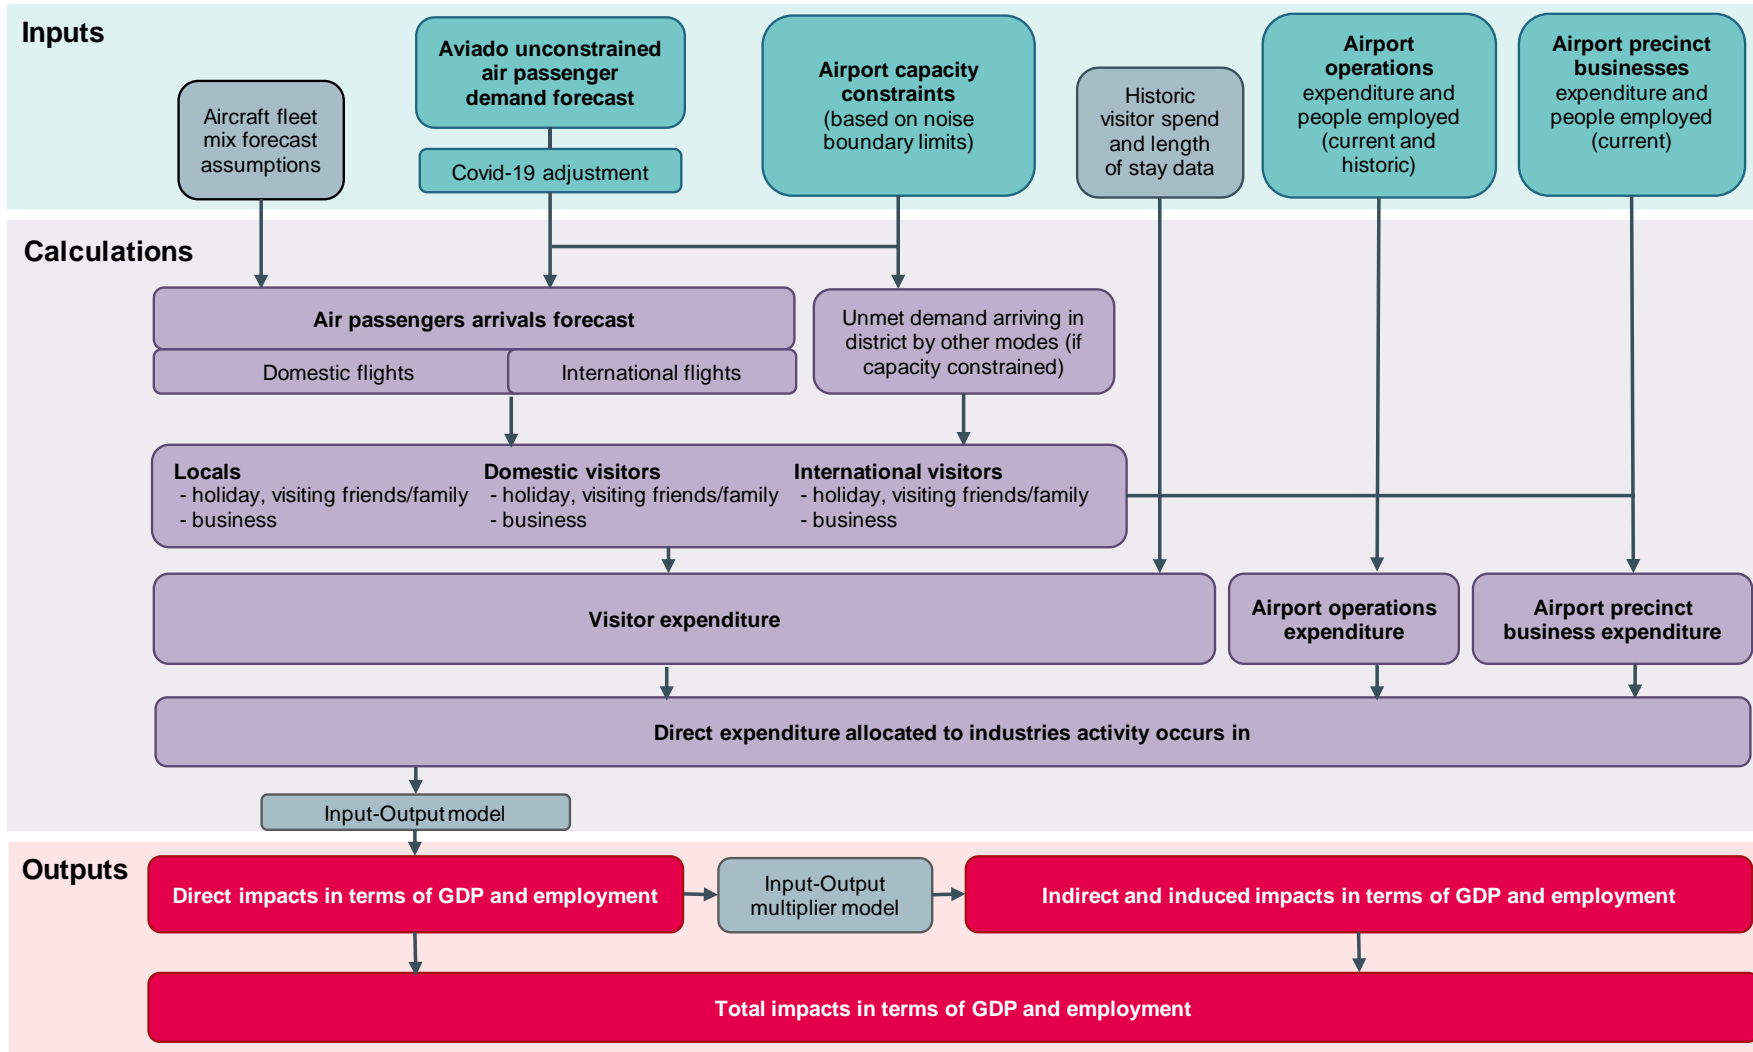 Inputs
Aircraft fleet
mix forecast
assumptions
Aviado unconstrained
air passenger
demand forecast
Covid-19 adjustment
Airport capacity
constraints
(based on noise
boundary limits)
Historic
visitor spend
and length
of stay data
Airport
operations
expenditure and
people employed
(current and
historic)
Airport precinct
businesses
expenditure and
people employed
(current)
Calculations
Air passengers arrivals forecast
Domestic flights
International flights
Unmet demand arriving in
district by other modes (if
capacity constrained)
Locals
- holiday, visiting friends/family
- business
Domestic visitors
- holiday, visiting friends/family
- business
International visitors
- holiday, visiting friends/family
- business
Visitor expenditure
Airport operations
expenditure
Airport precinct
business expenditure
Direct expenditure allocated to industries activity occurs in
Input-Output model
Outputs
Direct impacts in terms of GDP and employment
Input-Output
multiplier model
Indirect and induced impacts in terms of GDP and employment
Total impacts in terms of GDP and employment